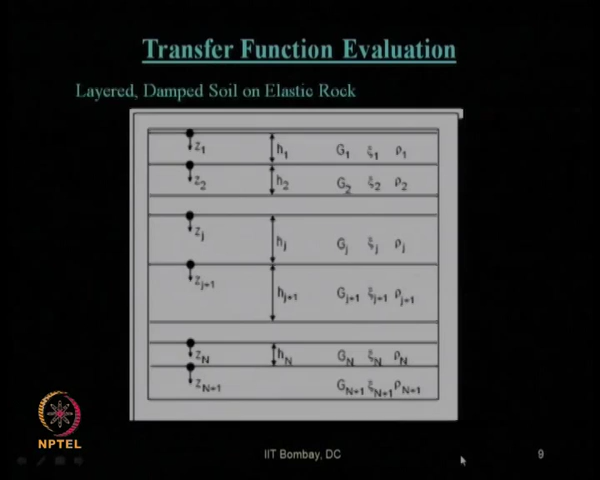 Transfer Function Evaluation
Layered, Damped Soil on Elastic Rock
z1 h1 G1 ξ1 ρ1
z2 h2 G2 ξ2 ρ2
zj hj Gj ξj ρj
zj+1 hj+1 Gj+1 ξj+1 ρj+1
zN hN GN ξN ρN
zN+1 GN+1 ξN+1 ρN+1
NPTEL
IIT Bombay, DC 9